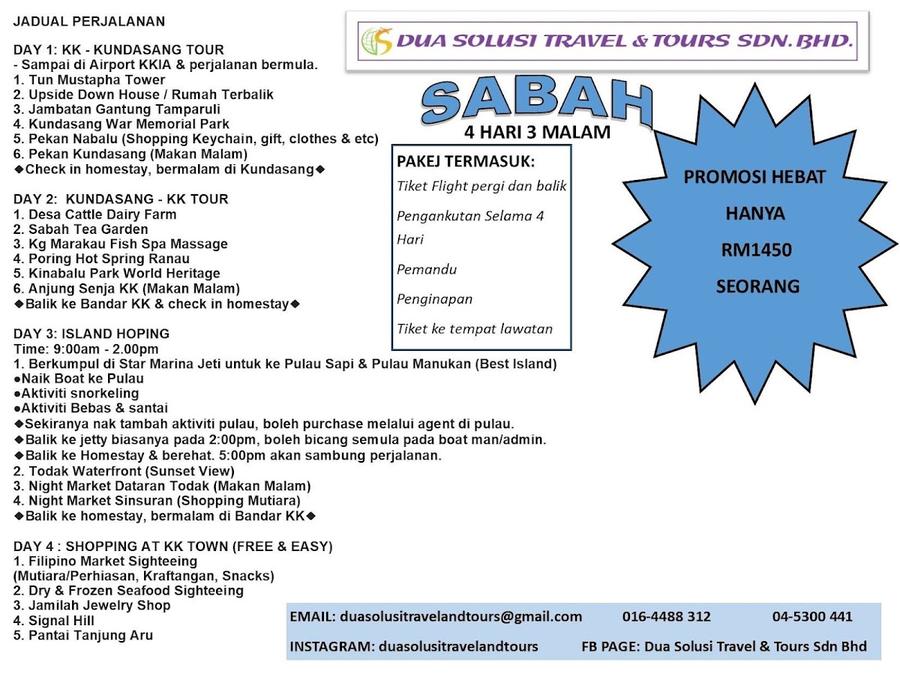 JADUAL PERJALANAN
DAY 1: KK - KUNDASANG TOUR
- Sampai di Airport KKIA & perjalanan bermula.
1. Tun Mustapha Tower
2. Upside Down House / Rumah Terbalik
3. Jambatan Gantung Tamparuli
4. Kundasang War Memorial Park
5. Pekan Nabalu (Shopping Keychain, gift, clothes & etc)
6. Pekan Kundasang (Makan Malam)
❖Check in homestay, bermalam di Kundasang❖
DAY 2: KUNDASANG - KK TOUR
1. Desa Cattle Dairy Farm
2. Sabah Tea Garden
3. Kg Marakau Fish Spa Massage
4. Poring Hot Spring Ranau
5. Kinabalu Park World Heritage
6. Anjung Senja KK (Makan Malam)
❖Balik ke Bandar KK & check in homestay❖
DAY 3: ISLAND HOPING
Time: 9:00am - 2.00pm
1. Berkumpul di Star Marina Jeti untuk ke Pulau Sapi & Pulau Manukan (Best Island)
●Naik Boat ke Pulau
●Aktiviti snorkeling
●Aktiviti Bebas & santai
❖Sekiranya nak tambah aktiviti pulau, boleh purchase melalui agent di pulau.
❖Balik ke jetty biasanya pada 2:00pm, boleh bicang semula pada boat man/admin.
❖Balik ke Homestay & berehat. 5:00pm akan sambung perjalanan.
2. Todak Waterfront (Sunset View)
3. Night Market Dataran Todak (Makan Malam)
4. Night Market Sinsuran (Shopping Mutiara)
❖Balik ke homestay, bermalam di Bandar KK❖
DAY 4 : SHOPPING AT KK TOWN (FREE & EASY)
1. Filipino Market Sighteeing
(Mutiara/Perhiasan, Kraftangan, Snacks)
2. Dry & Frozen Seafood Sighteeing
3. Jamilah Jewelry Shop
4. Signal Hill
5. Pantai Tanjung Aru
DUA SOLUSI TRAVEL & TOURS SDN. BHD.
SABAH
4 HARI 3 MALAM
PAKEJ TERMASUK:
Tiket Flight pergi dan balik
Pengankutan Selama 4
Hari
Pemandu
Penginapan
Tiket ke tempat lawatan
PROMOSI HEBAT
HANYA
RM1450
SEORANG
EMAIL: duasolusitravelandtours@gmail.com 016-4488 312 04-5300 441
INSTAGRAM: duasolusitravelandtours FB PAGE: Dua Solusi Travel & Tours Sdn Bhd